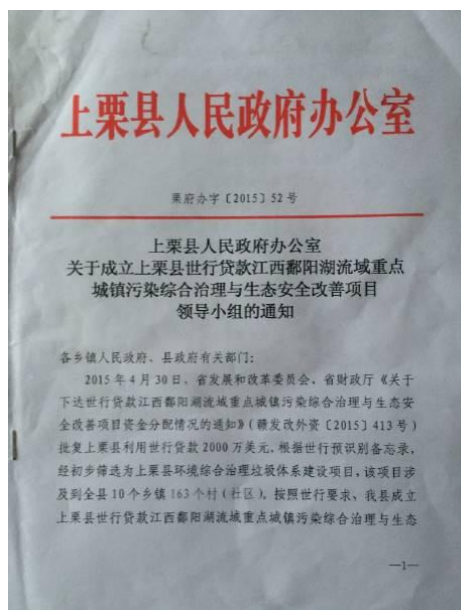 上栗县人民政府办公室
栗府办字〔2015〕52号
上栗县人民政府办公室
关于成立上栗县世行贷款江西鄱阳湖流域重点
城镇污染综合治理与生态安全改善项目
领导小组的通知
各乡镇人民政府、县政府有关部门：
2015年4月30日，省发展和改革委员会、省财政厅《关于
下达世行贷款江西鄱阳湖流域重点城镇污染综合治理与生态安
全改善项目资金分配情况的通知》（赣发改外资〔2015〕413号）
批复上栗县利用世行贷款2000万美元。根据世行预识别备忘录，
经初步筛选为上栗县环境综合治理垃圾体系建设项目，该项目涉
及到全县10个乡镇163个村（社区）。按照世行要求，我县成立
上栗县世行贷款江西鄱阳湖流域重点城镇污染综合治理与生态
—1—